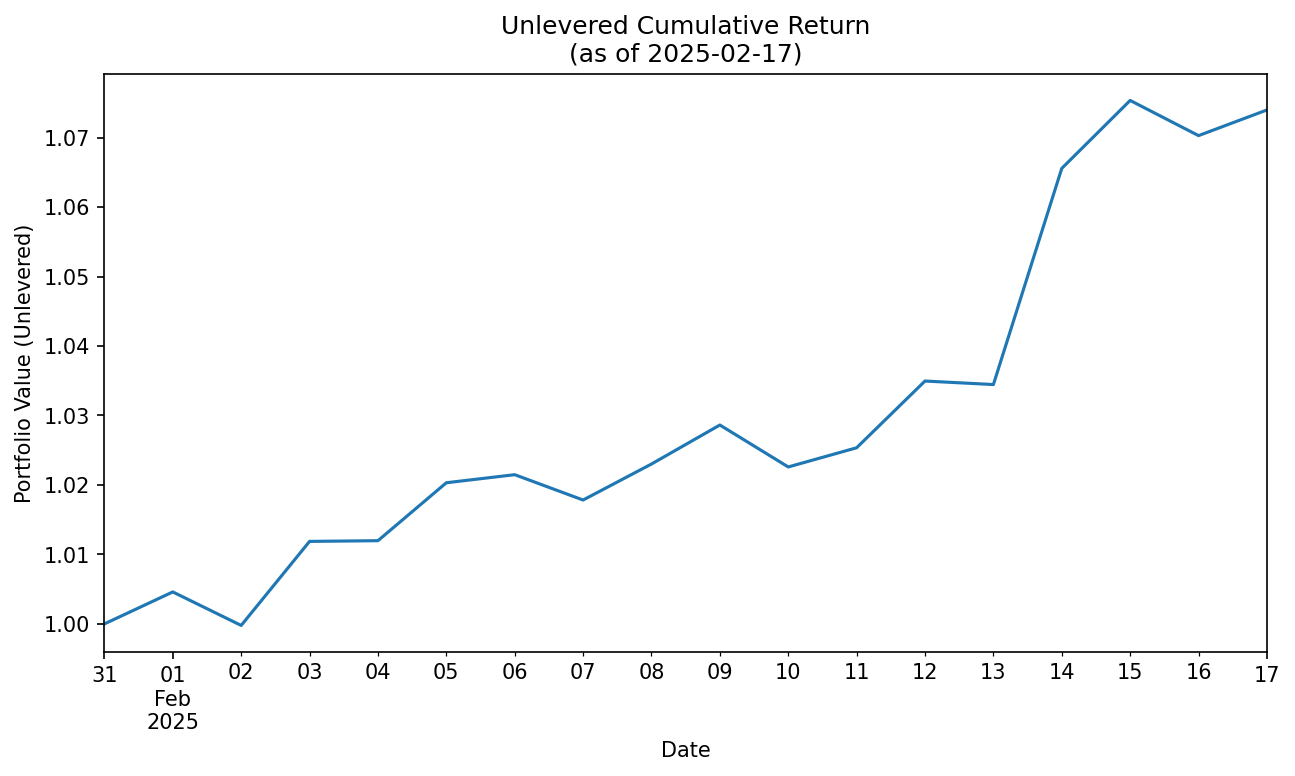 Unlevered Cumulative Return
(as of 2025-02-17)
Portfolio Value (Unlevered)
1.07
1.06
1.05
1.04
1.03
1.02
1.01
1.00
31 01 02 03 04 05 06 07 08 09 10 11 12 13 14 15 16 17
Feb
2025
Date